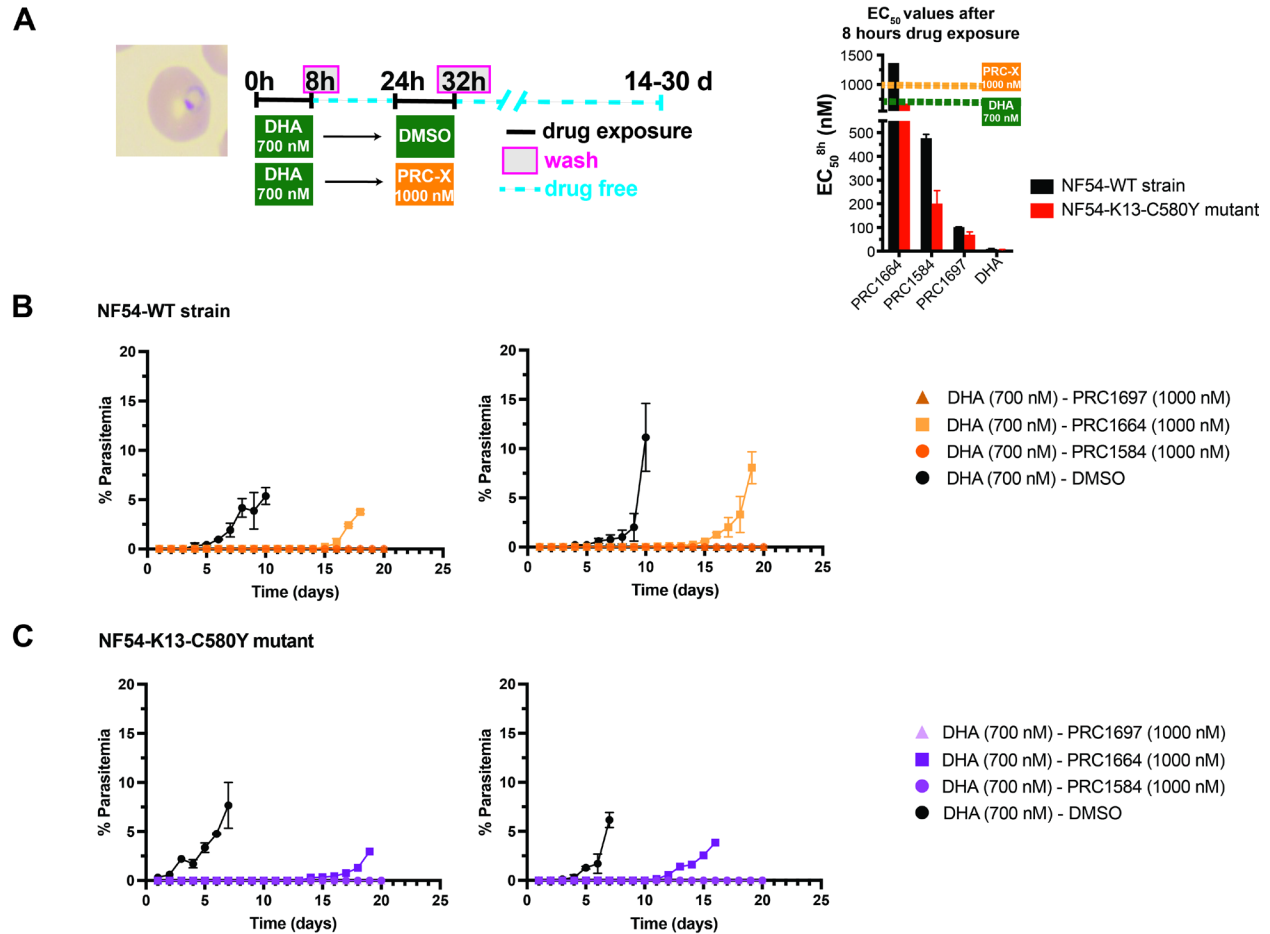 A
0h 8h 24h 32h 14-30 d
DHA
700 nM
DMSO
DHA
700 nM
PRC-X
1000 nM
drug exposure
wash
drug free
EC50 values after
8 hours drug exposure
EC50 8h (nM)
1500
1000
500
400
300
200
100
0
PRC-X
1000 nM
DHA
700 nM
PRC1664
PRC1584
PRC1697
DHA
NF54-WT strain
NF54-K13-C580Y mutant
B
NF54-WT strain
% Parasitemia
20
15
10
5
0
0 5 10 15 20 25
Time (days)
% Parasitemia
20
15
10
5
0
0 5 10 15 20 25
Time (days)
DHA (700 nM) - PRC1697 (1000 nM)
DHA (700 nM) - PRC1664 (1000 nM)
DHA (700 nM) - PRC1584 (1000 nM)
DHA (700 nM) - DMSO
C
NF54-K13-C580Y mutant
% Parasitemia
20
15
10
5
0
0 5 10 15 20 25
Time (days)
% Parasitemia
20
15
10
5
0
0 5 10 15 20 25
Time (days)
DHA (700 nM) - PRC1697 (1000 nM)
DHA (700 nM) - PRC1664 (1000 nM)
DHA (700 nM) - PRC1584 (1000 nM)
DHA (700 nM) - DMSO